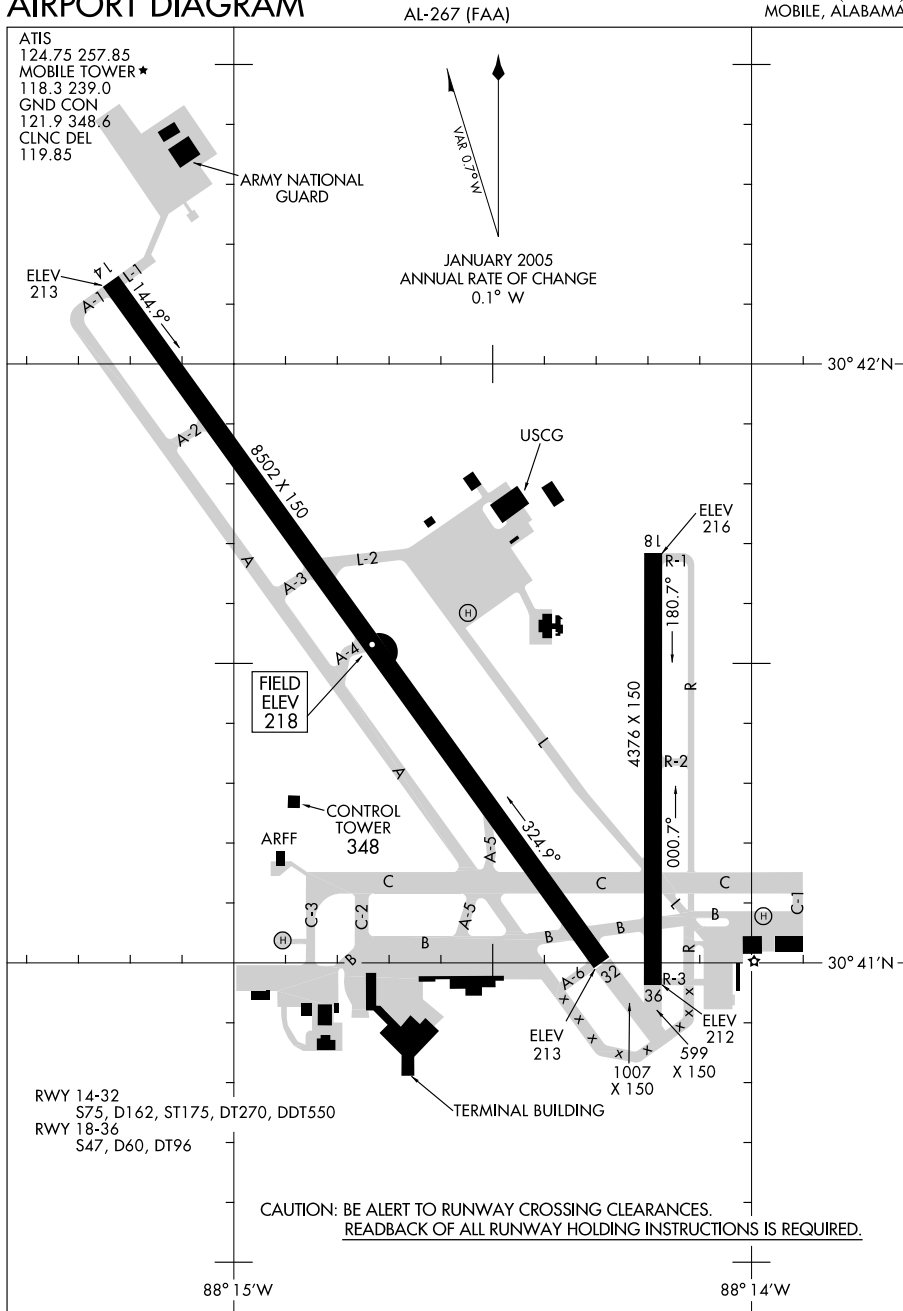 AIRPORT DIAGRAM
AL-267 (FAA)
MOBILE, ALABAMA
ATIS
124.75 257.85
MOBILE TOWER★
118.3 239.0
GND CON
121.9 348.6
CLNC DEL
119.85
ARMY NATIONAL
GUARD
VAR 0.7° W
JANUARY 2005
ANNUAL RATE OF CHANGE
0.1° W
ELEV
213
14
L-1
A-1
144.9°
30° 42'N
A-2
8502 X 150
USCG
ELEV
216
18
A
L-2
A-3
R-1
180.7°
H
A-4
FIELD
ELEV
218
R
4376 X 150
L
R-2
A
CONTROL
TOWER
348
324.9°
000.7°
ARFF
A-5
C
C
C
C-3
C-2
A-5
L
B
C-1
H
B
B
B
H
B
R
30° 41'N
A-6
32
R-3
36
x x x x x x x x
ELEV
213
ELEV
212
1007
X 150
599
X 150
RWY 14-32
S75, D162, ST175, DT270, DDT550
RWY 18-36
S47, D60, DT96
TERMINAL BUILDING
CAUTION: BE ALERT TO RUNWAY CROSSING CLEARANCES.
READBACK OF ALL RUNWAY HOLDING INSTRUCTIONS IS REQUIRED.
88° 15'W
88° 14'W